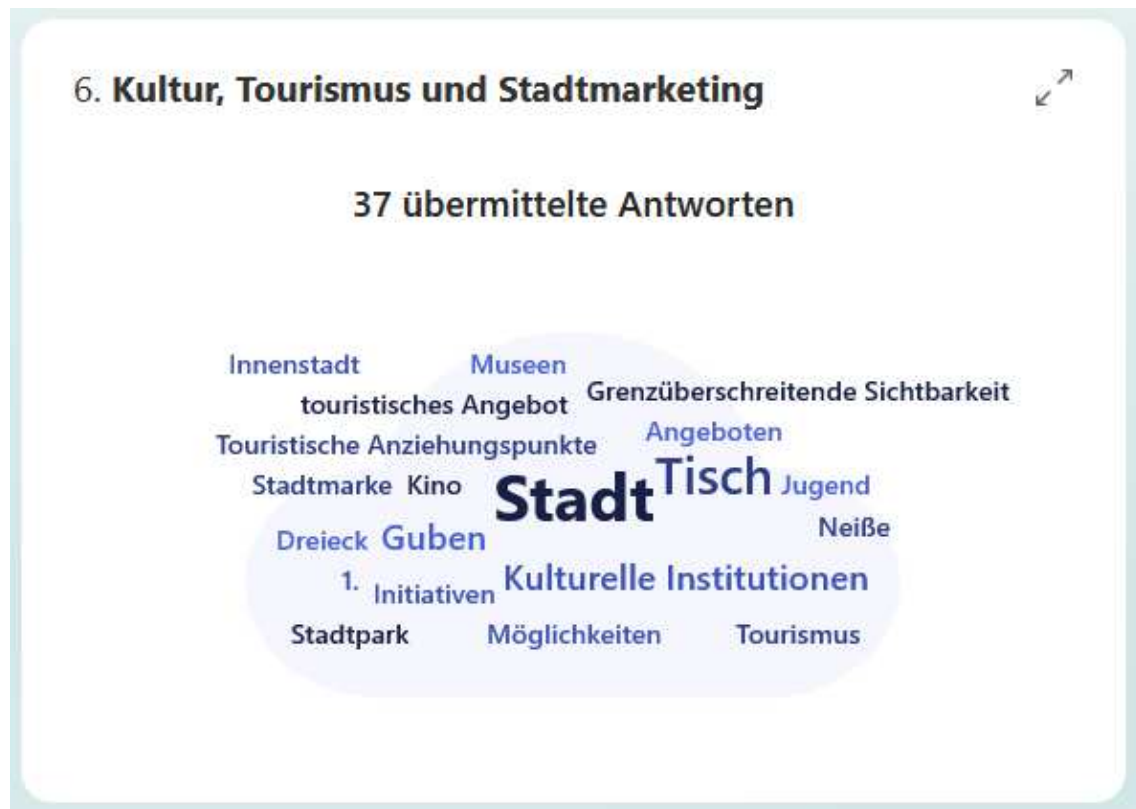 6. Kultur, Tourismus und Stadtmarketing
37 übermittelte Antworten
Innenstadt
Museen
touristisches Angebot
Grenzüberschreitende Sichtbarkeit
Touristische Anziehungspunkte
Angeboten
Stadtmarke
Kino
Stadt
Tisch
Jugend
Neiße
Dreieck
Guben
1.
Initiativen
Kulturelle Institutionen
Stadtpark
Möglichkeiten
Tourismus